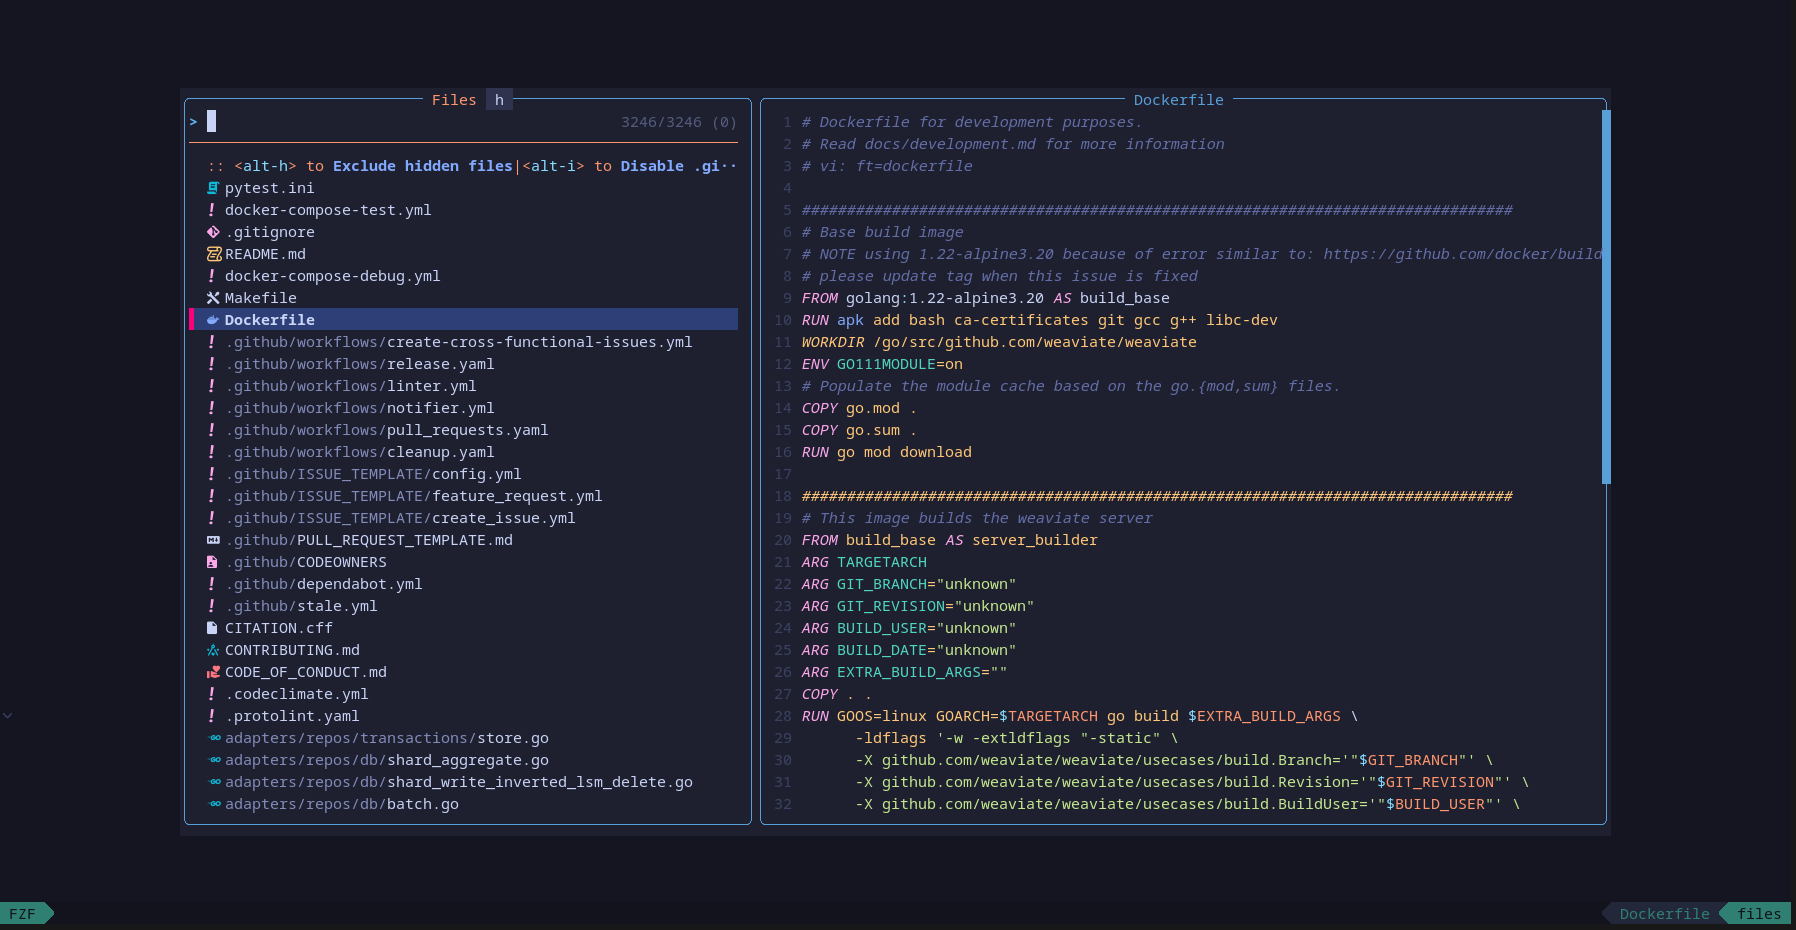 Files h
> 3246/3246 (0)
:: <alt-h> to Exclude hidden files|<alt-i> to Disable .gi··
pytest.ini
docker-compose-test.yml
.gitignore
README.md
docker-compose-debug.yml
Makefile
Dockerfile
.github/workflows/create-cross-functional-issues.yml
.github/workflows/release.yaml
.github/workflows/linter.yml
.github/workflows/notifier.yml
.github/workflows/pull_requests.yaml
.github/workflows/cleanup.yaml
.github/ISSUE_TEMPLATE/config.yml
.github/ISSUE_TEMPLATE/feature_request.yml
.github/ISSUE_TEMPLATE/create_issue.yml
.github/PULL_REQUEST_TEMPLATE.md
.github/CODEOWNERS
.github/dependabot.yml
.github/stale.yml
CITATION.cff
CONTRIBUTING.md
CODE_OF_CONDUCT.md
.codeclimate.yml
.protolint.yaml
adapters/repos/transactions/store.go
adapters/repos/db/shard_aggregate.go
adapters/repos/db/shard_write_inverted_lsm_delete.go
adapters/repos/db/batch.go
Dockerfile
1 # Dockerfile for development purposes.
2 # Read docs/development.md for more information
3 # vi: ft=dockerfile
4
5 ###############################################################################
6 # Base build image
7 # NOTE using 1.22-alpine3.20 because of error similar to: https://github.com/docker/build
8 # please update tag when this issue is fixed
9 FROM golang:1.22-alpine3.20 AS build_base
10 RUN apk add bash ca-certificates git gcc g++ libc-dev
11 WORKDIR /go/src/github.com/weaviate/weaviate
12 ENV GO111MODULE=on
13 # Populate the module cache based on the go.{mod,sum} files.
14 COPY go.mod .
15 COPY go.sum .
16 RUN go mod download
17
18 ###############################################################################
19 # This image builds the weaviate server
20 FROM build_base AS server_builder
21 ARG TARGETARCH
22 ARG GIT_BRANCH="unknown"
23 ARG GIT_REVISION="unknown"
24 ARG BUILD_USER="unknown"
25 ARG BUILD_DATE="unknown"
26 ARG EXTRA_BUILD_ARGS=""
27 COPY . .
28 RUN GOOS=linux GOARCH=$TARGETARCH go build $EXTRA_BUILD_ARGS \
29 -ldflags '-w -extldflags "-static" \
30 -X github.com/weaviate/weaviate/usecases/build.Branch='"$GIT_BRANCH"' \
31 -X github.com/weaviate/weaviate/usecases/build.Revision='"$GIT_REVISION"' \
32 -X github.com/weaviate/weaviate/usecases/build.BuildUser='"$BUILD_USER"' \
FZF
Dockerfile files